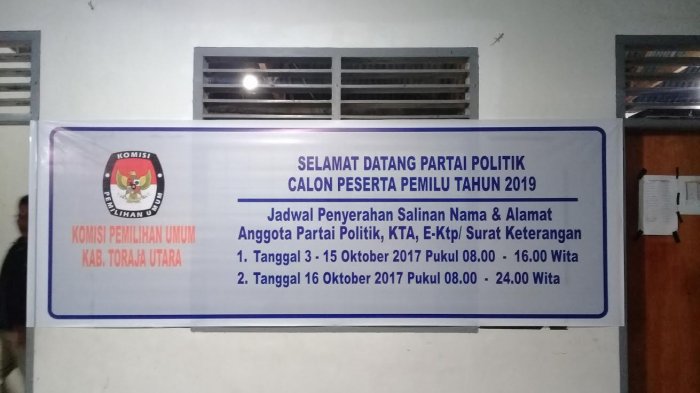 KOMISI
PEMILIHAN UMUM
KOMISI PEMILIHAN UMUM
KAB. TORAJA UTARA
SELAMAT DATANG PARTAI POLITIK
CALON PESERTA PEMILU TAHUN 2019
Jadwal Penyerahan Salinan Nama & Alamat
Anggota Partai Politik, KTA, E-Ktp/ Surat Keterangan
1. Tanggal 3 - 15 Oktober 2017 Pukul 08.00 - 16.00 Wita
2. Tanggal 16 Oktober 2017 Pukul 08.00 - 24.00 Wita